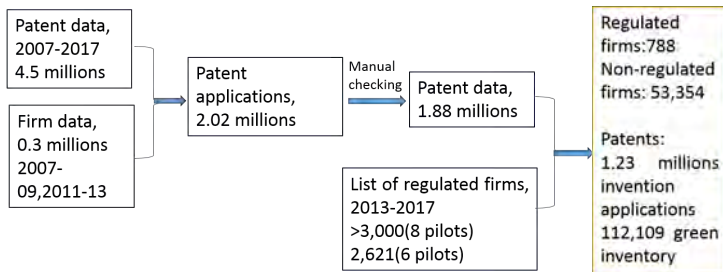 Patent data,
2007-2017
4.5 millions
Firm data,
0.3 millions
2007-
09,2011-13
Patent
applications,
2.02 millions
Manual
checking
Patent data,
1.88 millions
List of regulated firms,
2013-2017
>3,000(8 pilots)
2,621(6 pilots)
Regulated
firms:788
Non-regulated
firms: 53,354
Patents:
1.23 millions
invention
applications
112,109 green
inventory